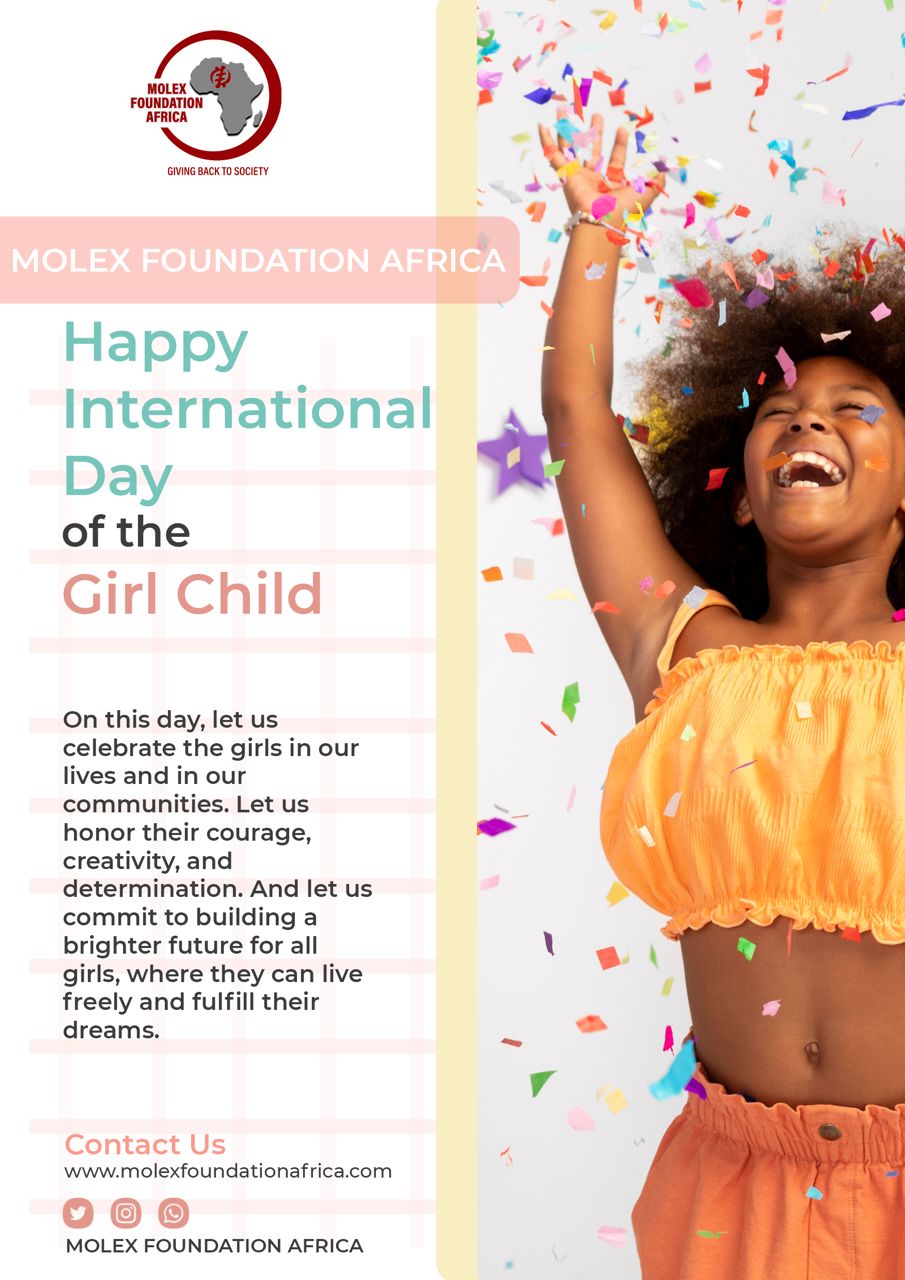 MOLEX
FOUNDATION
AFRICA
GIVING BACK TO SOCIETY
MOLEX FOUNDATION AFRICA
Happy
International
Day
of the
Girl Child
On this day, let us
celebrate the girls in our
lives and in our
communities. Let us
honor their courage,
creativity, and
determination. And let us
commit to building a
brighter future for all
girls, where they can live
freely and fulfill their
dreams.
Contact Us
www.molexfoundationafrica.com
MOLEX FOUNDATION AFRICA